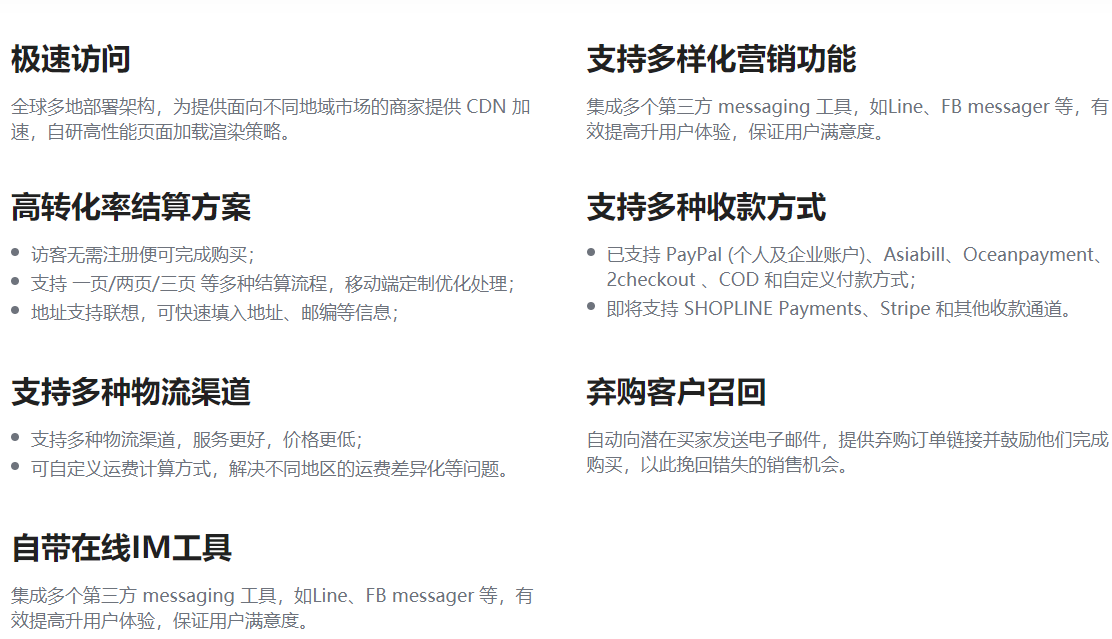 极速访问
全球多地部署架构，为提供面向不同地域市场的商家提供 CDN 加
速，自研高性能页面加载渲染策略。
支持多样化营销功能
集成多个第三方 messaging 工具，如Line、FB messager 等，有
效提高升用户体验，保证用户满意度。
高转化率结算方案
• 访客无需注册便可完成购买；
• 支持 一页/两页/三页 等多种结算流程，移动端定制优化处理；
• 地址支持联想，可快速填入地址、邮编等信息；
支持多种收款方式
• 已支持 PayPal (个人及企业账户)、Asiabill、Oceanpayment、
2checkout 、COD 和自定义付款方式；
• 即将支持 SHOPLINE Payments、Stripe 和其他收款通道。
支持多种物流渠道
• 支持多种物流渠道，服务更好，价格更低；
• 可自定义运费计算方式，解决不同地区的运费差异化等问题。
弃购客户召回
自动向潜在买家发送电子邮件，提供弃购订单链接并鼓励他们完成
购买，以此挽回错失的销售机会。
自带在线IM工具
集成多个第三方 messaging 工具，如Line、FB messager 等，有
效提高升用户体验，保证用户满意度。